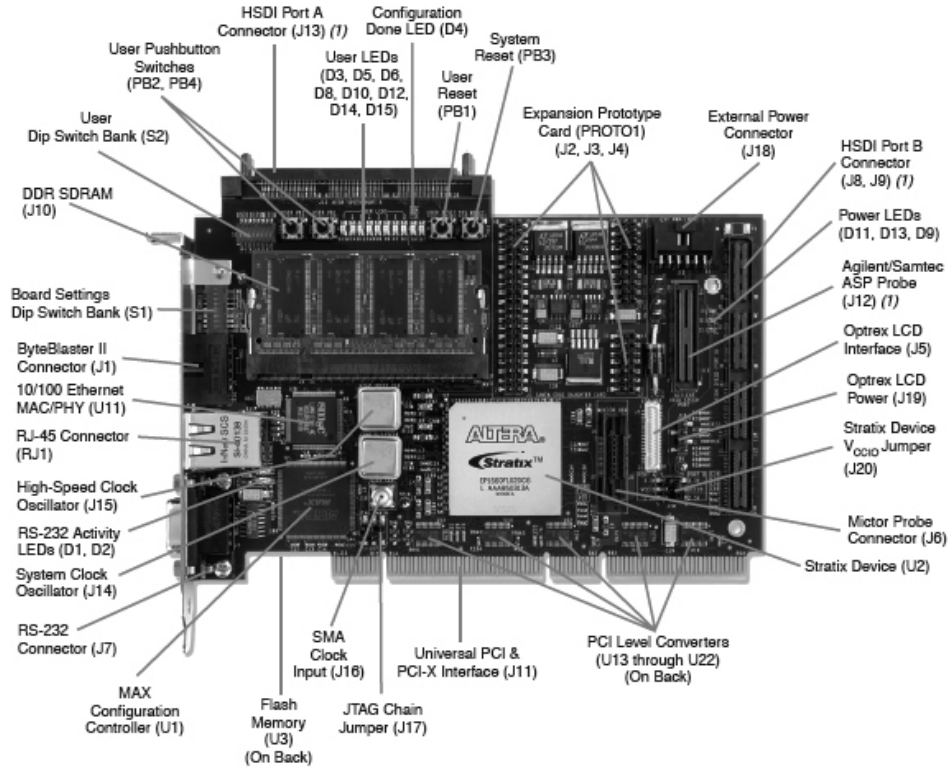 HSDI Port A
Connector (J13) (1)
Configuration
Done LED (D4)
User Pushbutton
Switches
(PB2, PB4)
User LEDs
(D3, D5, D6,
D8, D10, D12,
D14, D15)
System
Reset (PB3)
User
Reset
(PB1)
User
Dip Switch Bank (S2)
Expansion Prototype
Card (PROTO1)
(J2, J3, J4)
External Power
Connector
(J18)
HSDI Port B
Connector
(J8, J9) (1)
DDR SDRAM
(J10)
Power LEDs
(D11, D13, D9)
Agilent/Samtec
ASP Probe
(J12) (1)
Board Settings
Dip Switch Bank (S1)
Optrex LCD
Interface (J5)
ByteBlaster II
Connector (J1)
Optrex LCD
Power (J19)
10/100 Ethernet
MAC/PHY (U11)
RJ-45 Connector
(RJ1)
ALTERA®
Stratix™
Stratix Device
VCCIO Jumper
(J20)
High-Speed Clock
Oscillator (J15)
RS-232 Activity
LEDs (D1, D2)
Mictor Probe
Connector (J6)
System Clock
Oscillator (J14)
Stratix Device (U2)
RS-232
Connector (J7)
SMA
Clock
Input (J16)
Universal PCI &
PCI-X Interface (J11)
PCI Level Converters
(U13 through U22)
(On Back)
MAX
Configuration
Controller (U1)
Flash
Memory
(U3)
(On Back)
JTAG Chain
Jumper (J17)